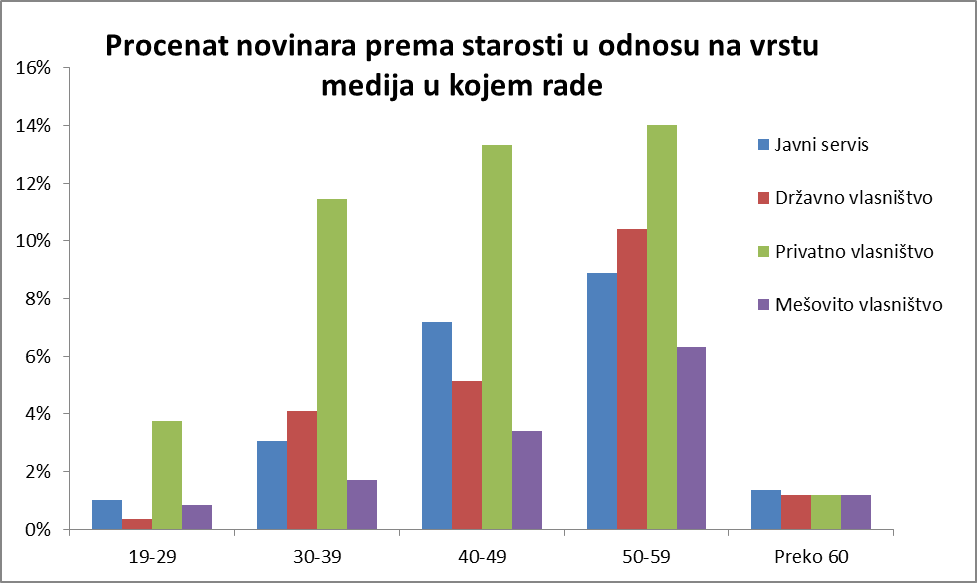 Procenat novinara prema starosti u odnosu na vrstu
medija u kojem rade
16%
14%
12%
10%
8%
6%
4%
2%
0%
Javni servis
Državno vlasništvo
Privatno vlasništvo
Mešovito vlasništvo
19-29
30-39
40-49
50-59
Preko 60